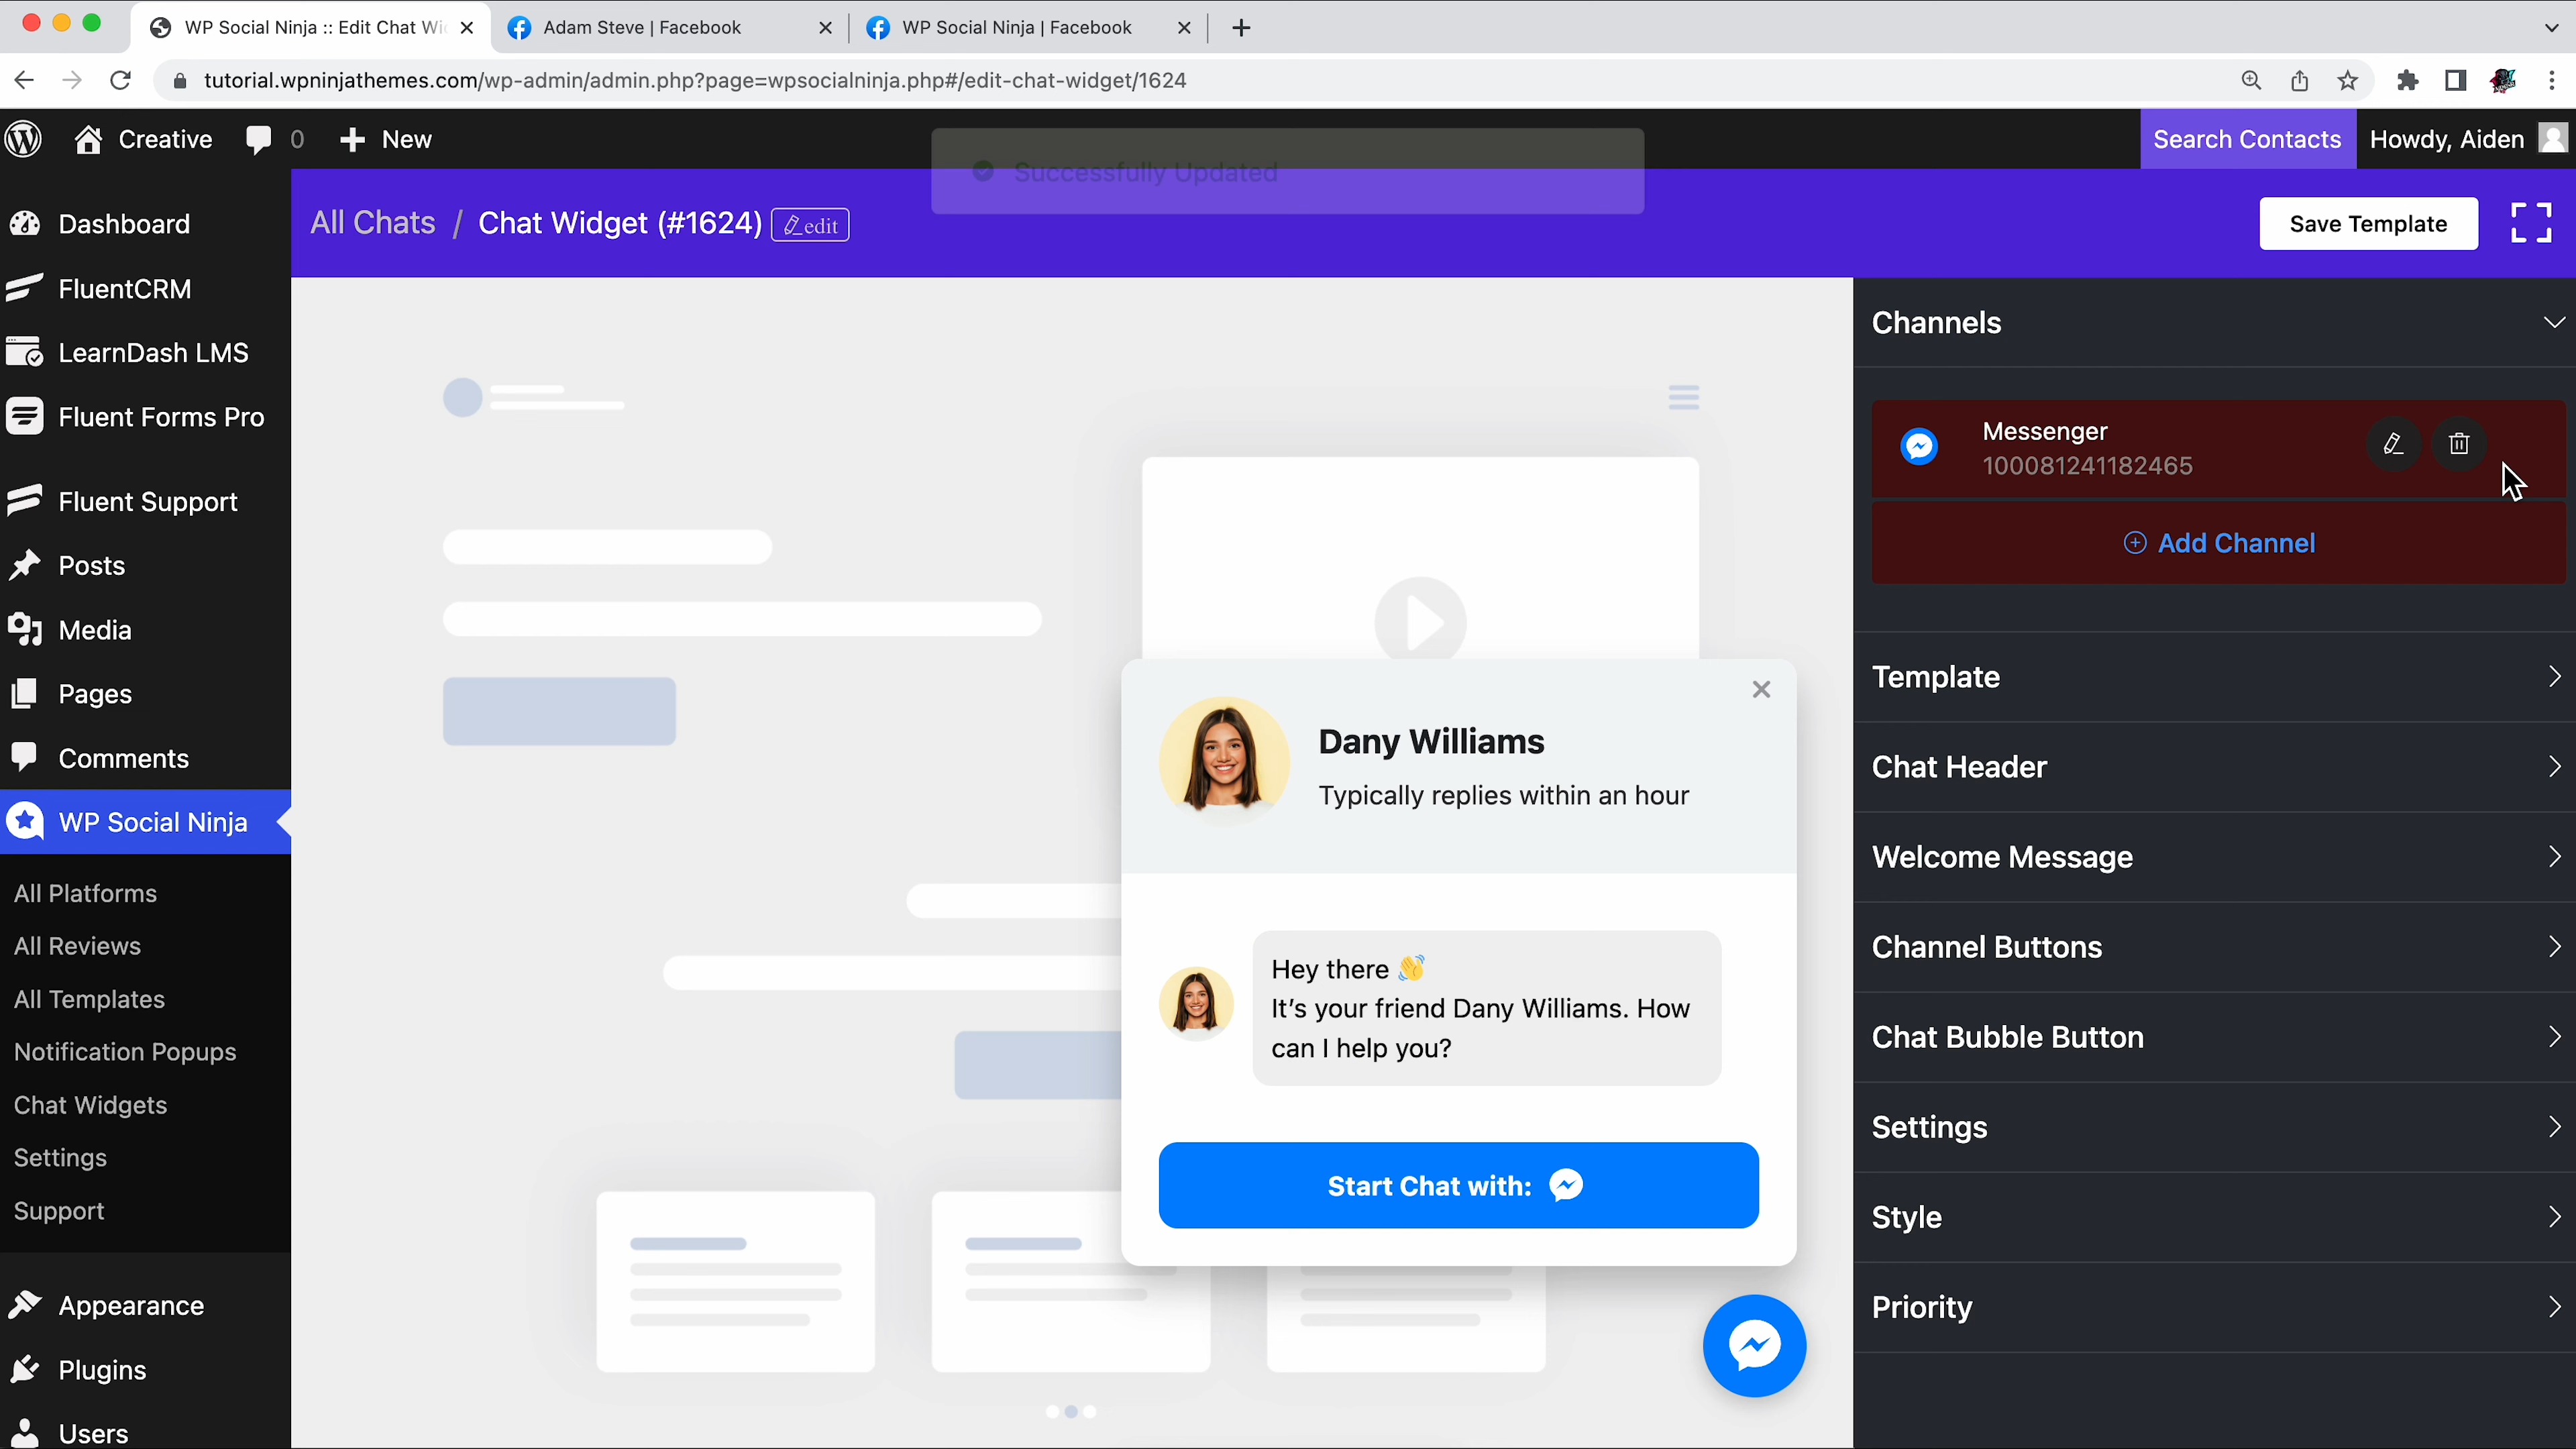 WP Social Ninja :: Edit Chat Wi
Adam Steve | Facebook
WP Social Ninja | Facebook
tutorial.wpninjathemes.com/wp-admin/admin.php?page=wpsocialninja.php#/edit-chat-widget/1624
Creative
0
New
Successfully Updated
Search Contacts
Howdy, Aiden
All Chats / Chat Widget (#1624)
edit
Save Template
Dashboard
FluentCRM
LearnDash LMS
Fluent Forms Pro
Fluent Support
Posts
Media
Pages
Comments
WP Social Ninja
All Platforms
All Reviews
All Templates
Notification Popups
Chat Widgets
Settings
Support
Appearance
Plugins
Users
Dany Williams
Typically replies within an hour
Hey there 👋
It's your friend Dany Williams. How
can I help you?
Start Chat with:
Channels
Messenger
100081241182465
Add Channel
Template
Chat Header
Welcome Message
Channel Buttons
Chat Bubble Button
Settings
Style
Priority